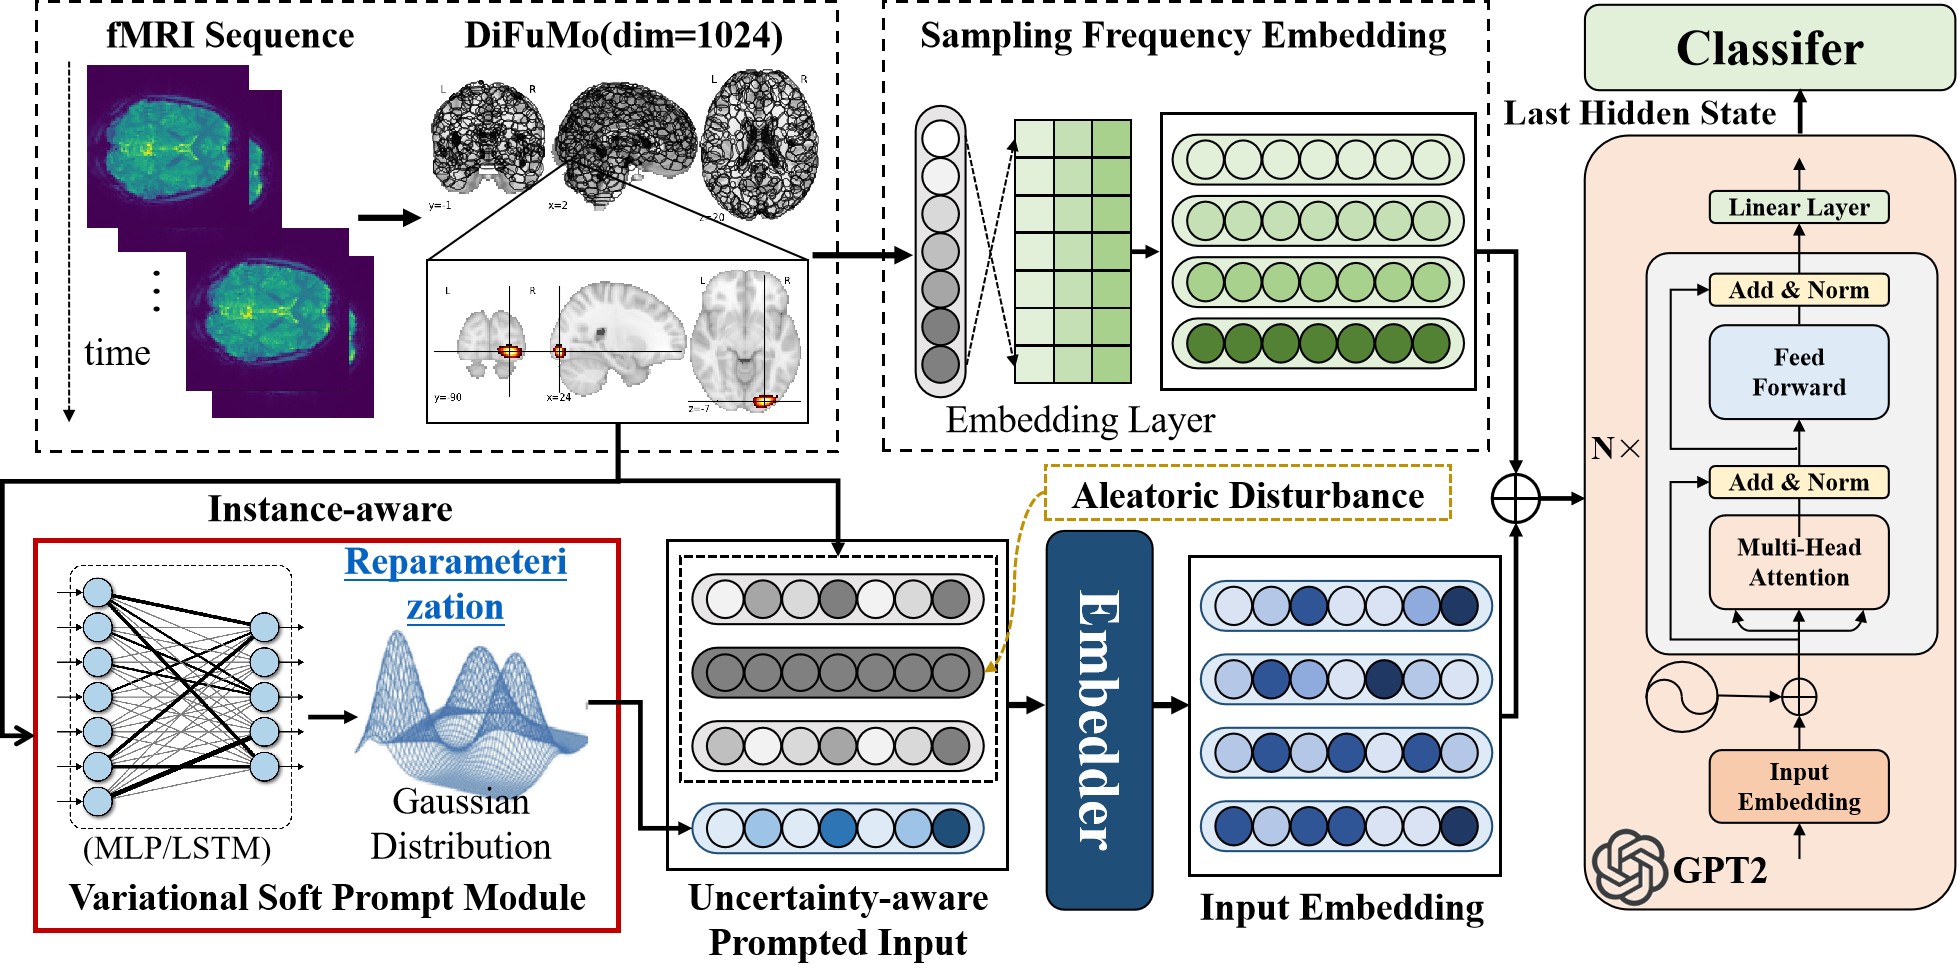 fMRI Sequence
DiFuMo(dim=1024)
L
R
L
R
y=-1
x=2
z=20
time
L
R
L
R
y=-90
x=24
z=-7
Sampling Frequency Embedding
Embedding Layer
Classifer
Last Hidden State
Linear Layer
Add & Norm
Feed
Forward
N×
Add & Norm
Multi-Head
Attention
Input
Embedding
GPT2
Instance-aware
Reparameteri
zation
(MLP/LSTM)
Gaussian
Distribution
Variational Soft Prompt Module
Aleatoric Disturbance
Uncertainty-aware
Prompted Input
Embedder
Input Embedding